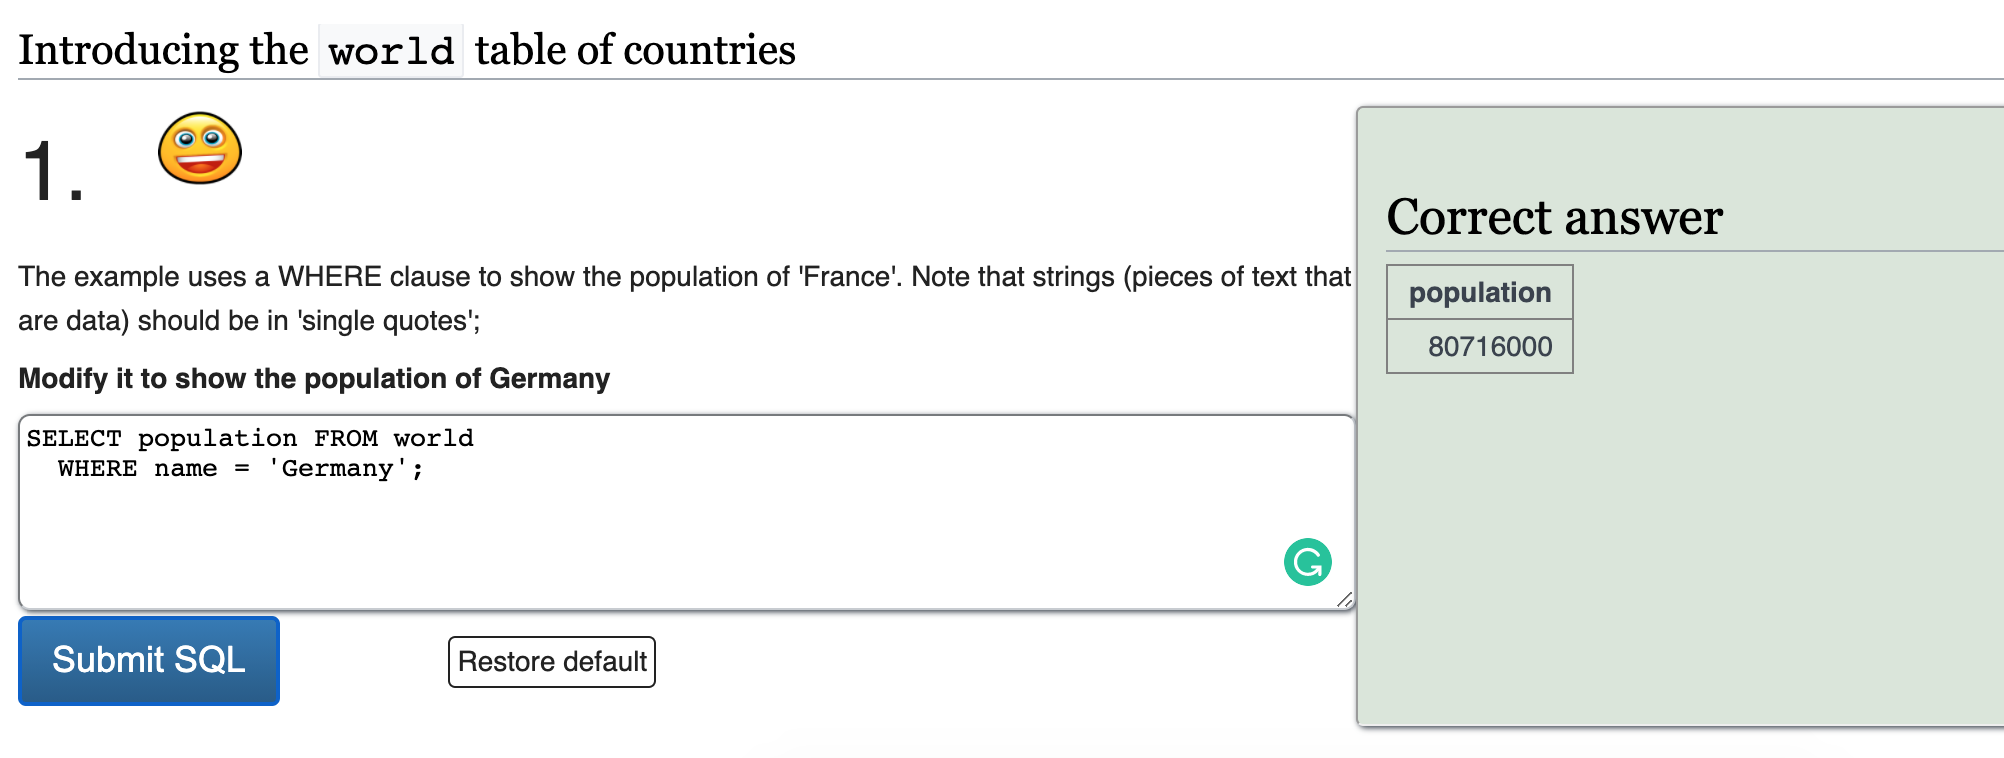 Introducing the world table of countries
1.
The example uses a WHERE clause to show the population of 'France'. Note that strings (pieces of text that
are data) should be in 'single quotes';
Modify it to show the population of Germany
SELECT population FROM world
WHERE name = 'Germany';
Submit SQL
Restore default
Correct answer
population
80716000